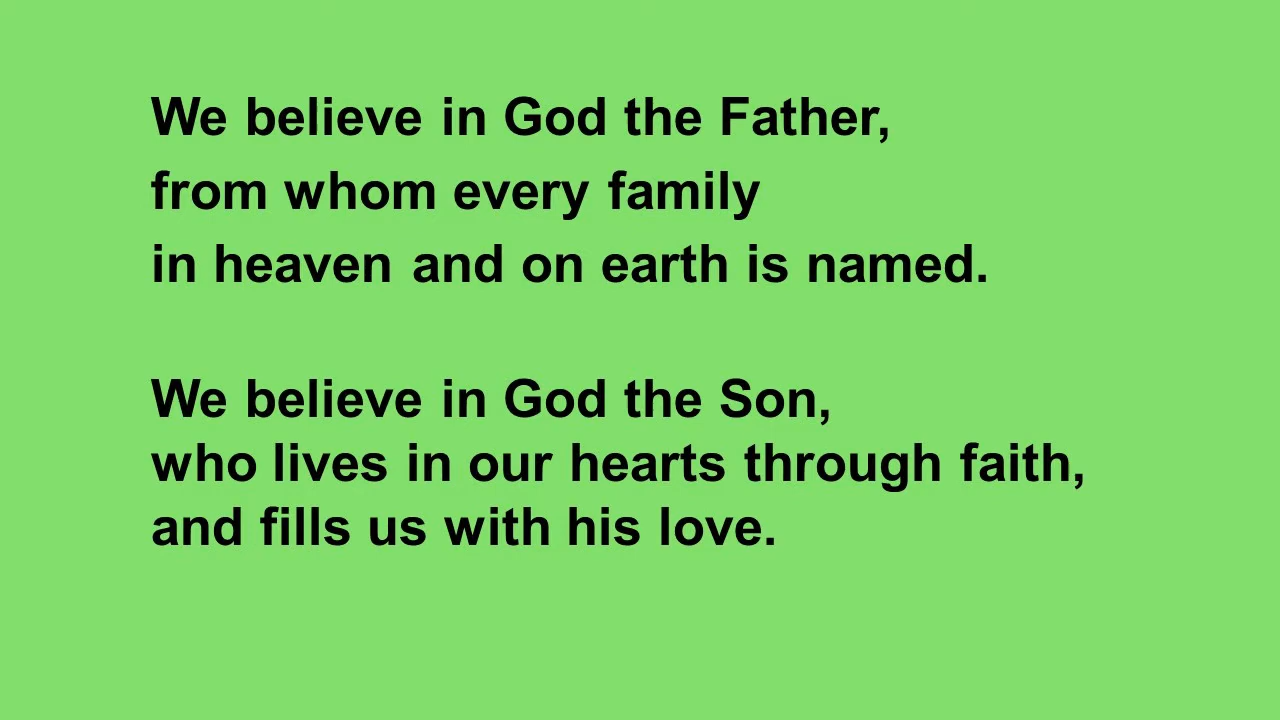 We believe in God the Father,
from whom every family
in heaven and on earth is named.
We believe in God the Son,
who lives in our hearts through faith,
and fills us with his love.